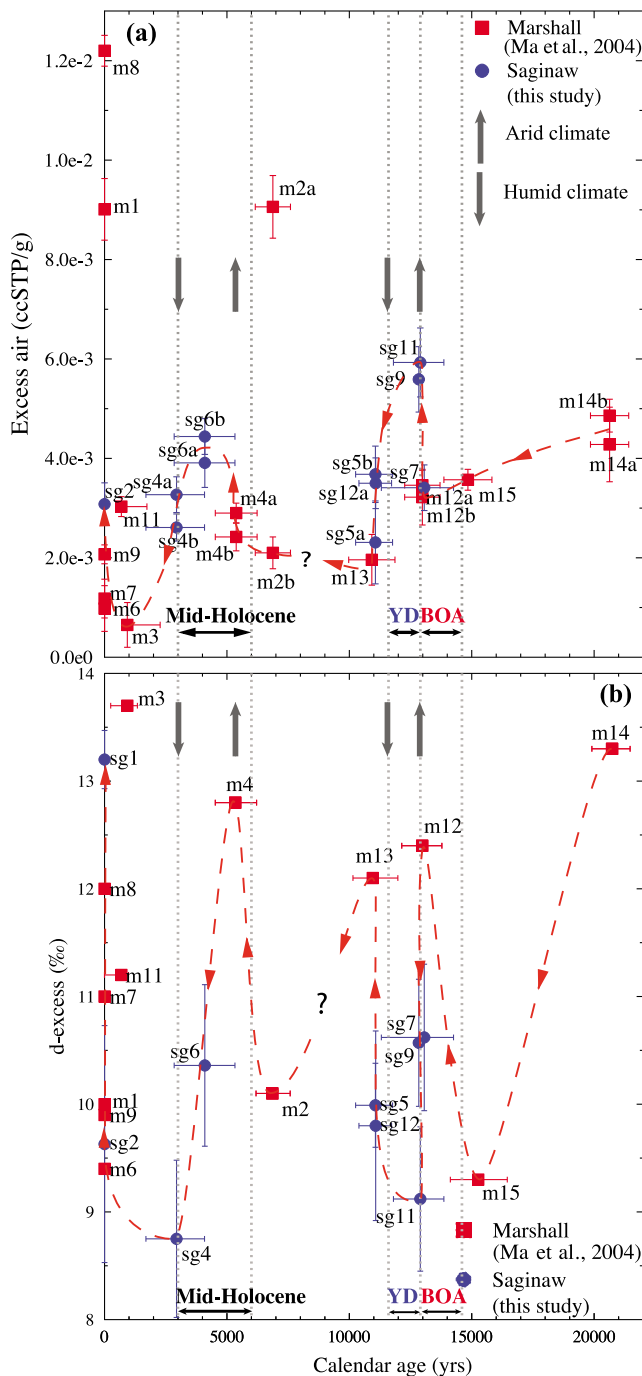 (a)
Marshall
(Ma et al., 2004)
Saginaw
(this study)
Arid climate
Humid climate
Excess air (ccSTP/g)
1.2e-2
1.0e-2
8.0e-3
6.0e-3
4.0e-3
2.0e-3
0.0e0
m8
m1
m2a
sg11
sg9
sg6b
sg6a
sg2
sg4a
m11
sg4b
m4a
m4b
m9
m2b
?
m7
m6
m3
sg5b
sg7
sg12a
m12a
m12b
m15
m14b
m14a
sg5a
m13
Mid-Holocene
YD
BOA
(b)
d-excess (‰)
14
13
12
11
10
9
8
m3
sg1
m4
m14
m13
m12
m8
m11
m7
?
sg7
sg9
sg6
m1
m9
m2
sg5
sg12
sg2
m6
sg11
m15
sg4
Marshall
(Ma et al., 2004)
Saginaw
(this study)
Mid-Holocene
YD
BOA
0
5000
10000
15000
20000
Calendar age (yrs)